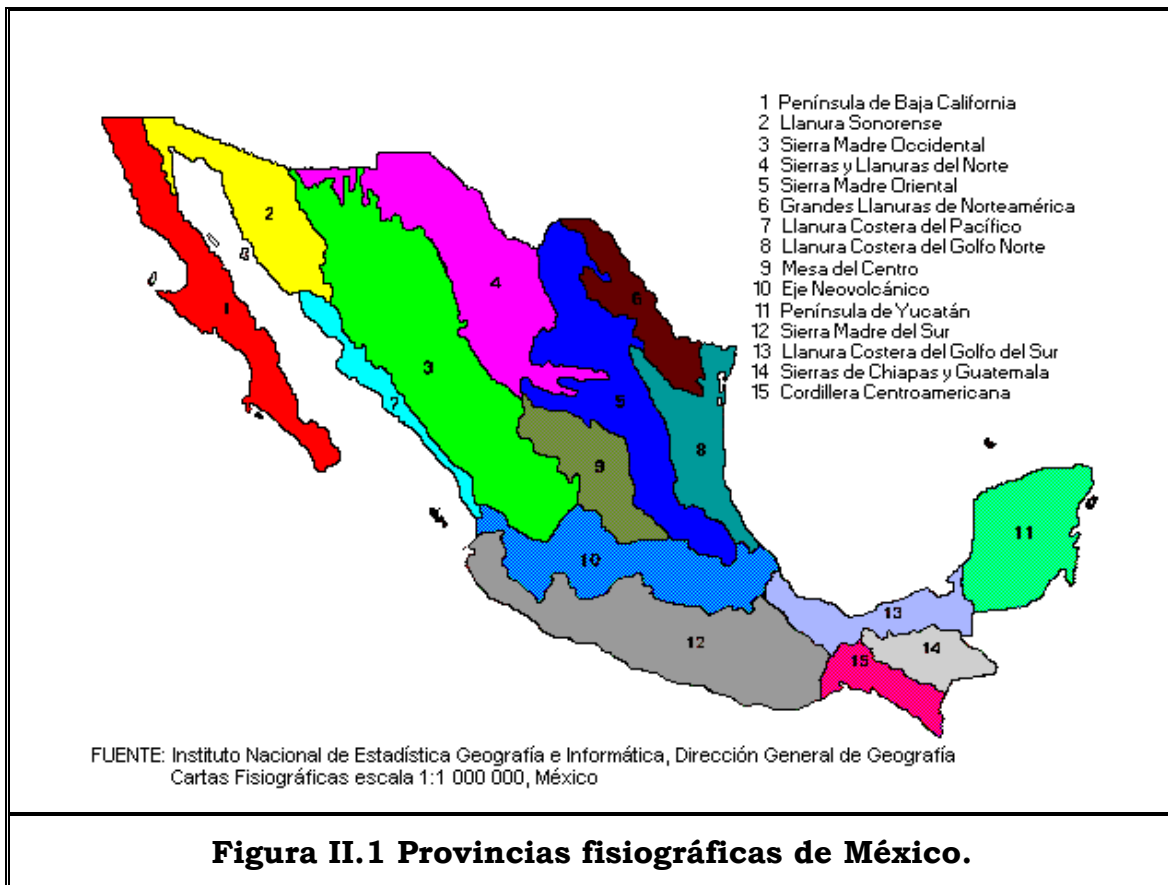 1 Península de Baja California
2 Llanura Sonorense
3 Sierra Madre Occidental
4 Sierras y Llanuras del Norte
5 Sierra Madre Oriental
6 Grandes Llanuras de Norteamérica
7 Llanura Costera del Pacífico
8 Llanura Costera del Golfo Norte
9 Mesa del Centro
10 Eje Neovolcánico
11 Península de Yucatán
12 Sierra Madre del Sur
13 Llanura Costera del Golfo del Sur
14 Sierras de Chiapas y Guatemala
15 Cordillera Centroamericana
2
4
6
1
3
7
5
8
9
11
10
13
12
15
14
FUENTE: Instituto Nacional de Estadística Geografía e Informática, Dirección General de Geografía
Cartas Fisiográficas escala 1:1 000 000, México
Figura II.1 Provincias fisiográficas de México.